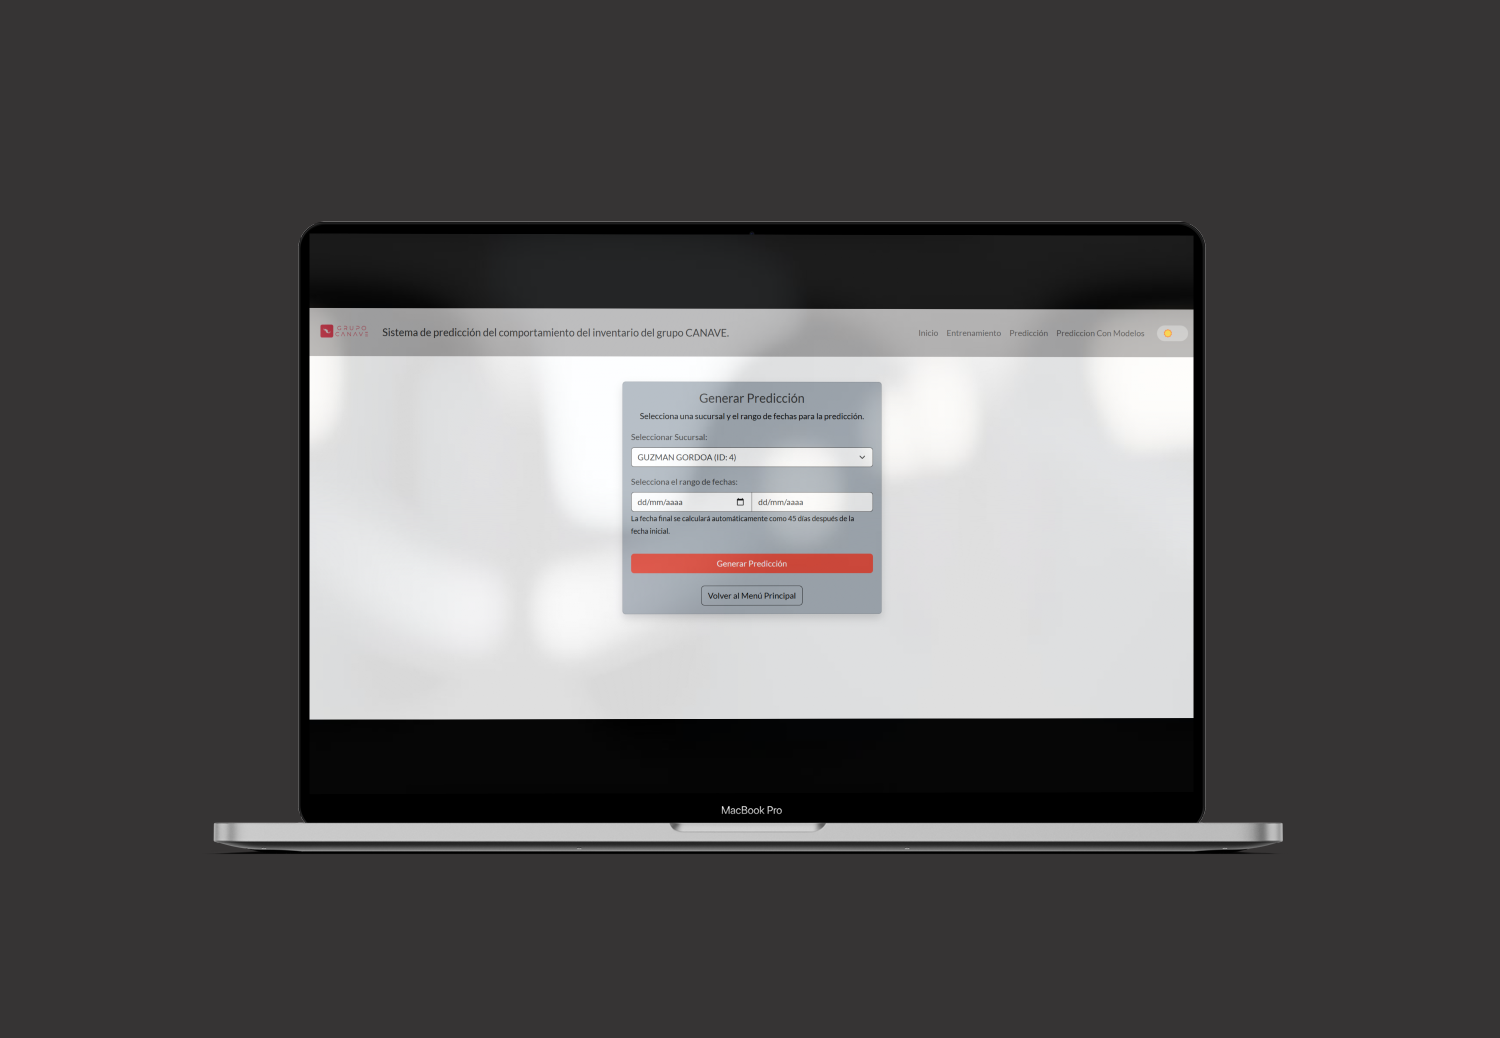 GRUPO
CANAVE
Sistema de predicción del comportamiento del inventario del grupo CANAVE.
Inicio Entrenamiento Predicción Prediccion Con Modelos
Generar Predicción
Selecciona una sucursal y el rango de fechas para la predicción.
Seleccionar Sucursal:
GUZMAN GORDOA (ID: 4)
Selecciona el rango de fechas:
dd/mm/aaaa dd/mm/aaaa
La fecha final se calculará automáticamente como 45 días después de la
fecha inicial.
Generar Predicción
Volver al Menú Principal
MacBook Pro